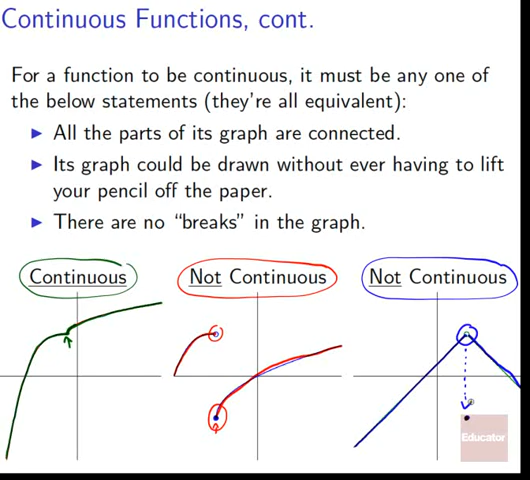 Continuous Functions, cont.
For a function to be continuous, it must be any one of
the below statements (they're all equivalent):
All the parts of its graph are connected.
Its graph could be drawn without ever having to lift
your pencil off the paper.
There are no “breaks” in the graph.
Continuous
Not Continuous
Not Continuous
Educator